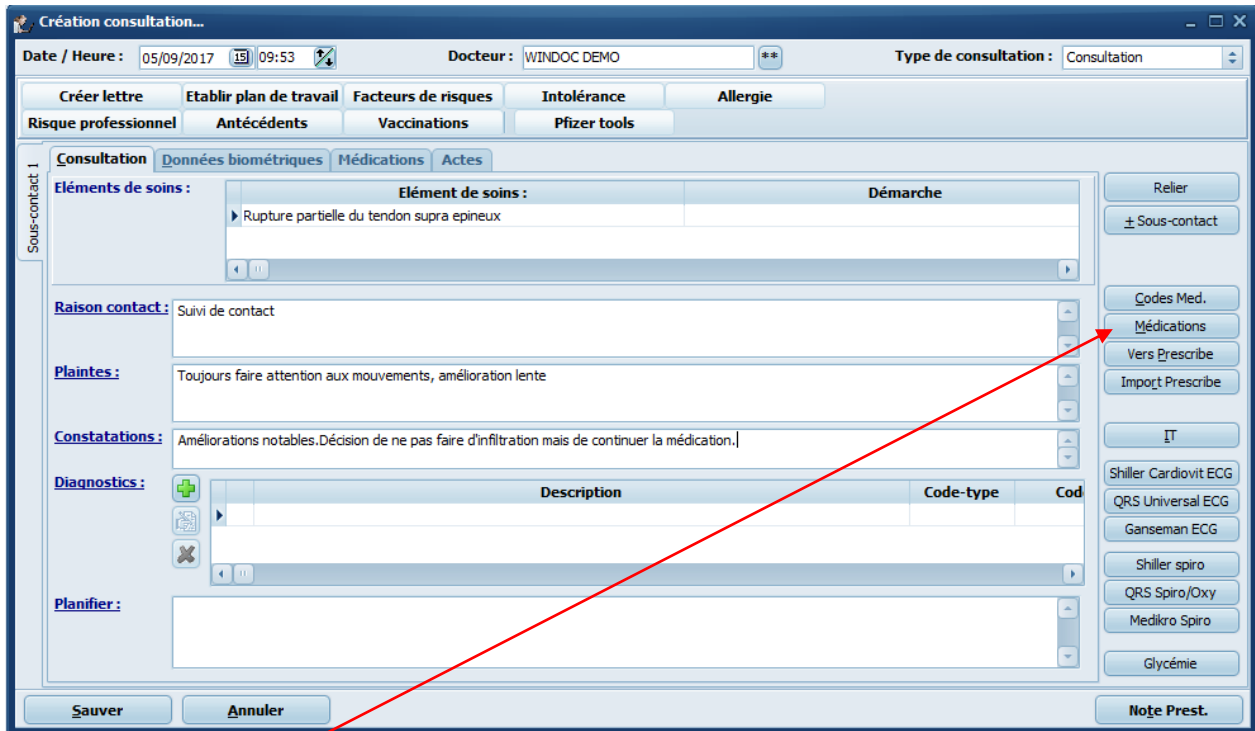 Création consultation...
Date / Heure : 05/09/2017 15 09:53 Docteur : WINDOC DEMO ** Type de consultation : Consultation
Créer lettre Etablir plan de travail Facteurs de risques Intolérance Allergie
Risque professionnel Antécédents Vaccinations Pfizer tools
Sous-contact 1
Consultation Données biométriques Médications Actes
Eléments de soins : Elément de soins : Démarche
Rupture partielle du tendon supra epineux
Relier
+ Sous-contact
Raison contact : Suivi de contact
Codes Med.
Médications
Vers Prescribe
Plaintes : Toujours faire attention aux mouvements, amélioration lente
Import Prescribe
Constatations : Améliorations notables.Décision de ne pas faire d'infiltration mais de continuer la médication.
IT
Diagnostics : Description Code-type Cod
Shiller Cardiovit ECG
QRS Universal ECG
Ganseman ECG
Shiller spiro
QRS Spiro/Oxy
Planifier :
Medikro Spiro
Glycémie
Sauver Annuler Note Prest.